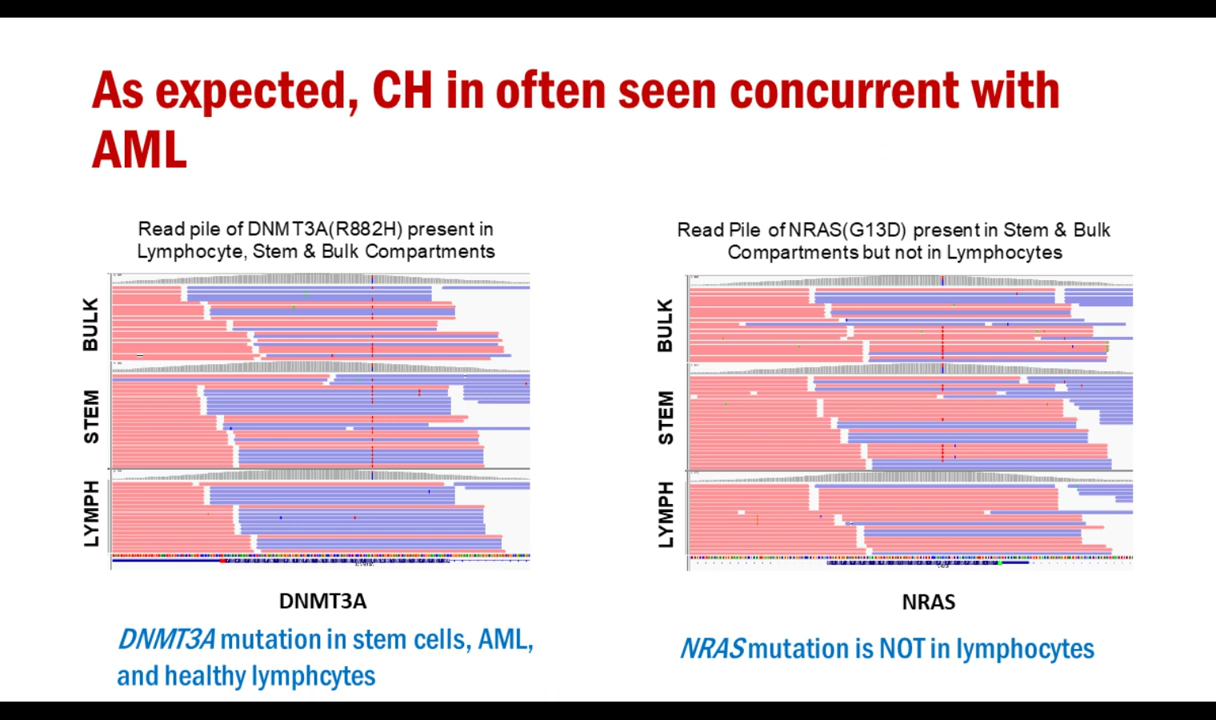 As expected, CH in often seen concurrent with
AML
Read pile of DNMT3A(R882H) present in
Lymphocyte, Stem & Bulk Compartments
BULK
STEM
LYMPH
DNMT3A
DNMT3A mutation in stem cells, AML,
and healthy lymphcytes
Read Pile of NRAS(G13D) present in Stem & Bulk
Compartments but not in Lymphocytes
BULK
STEM
LYMPH
NRAS
NRAS mutation is NOT in lymphocytes